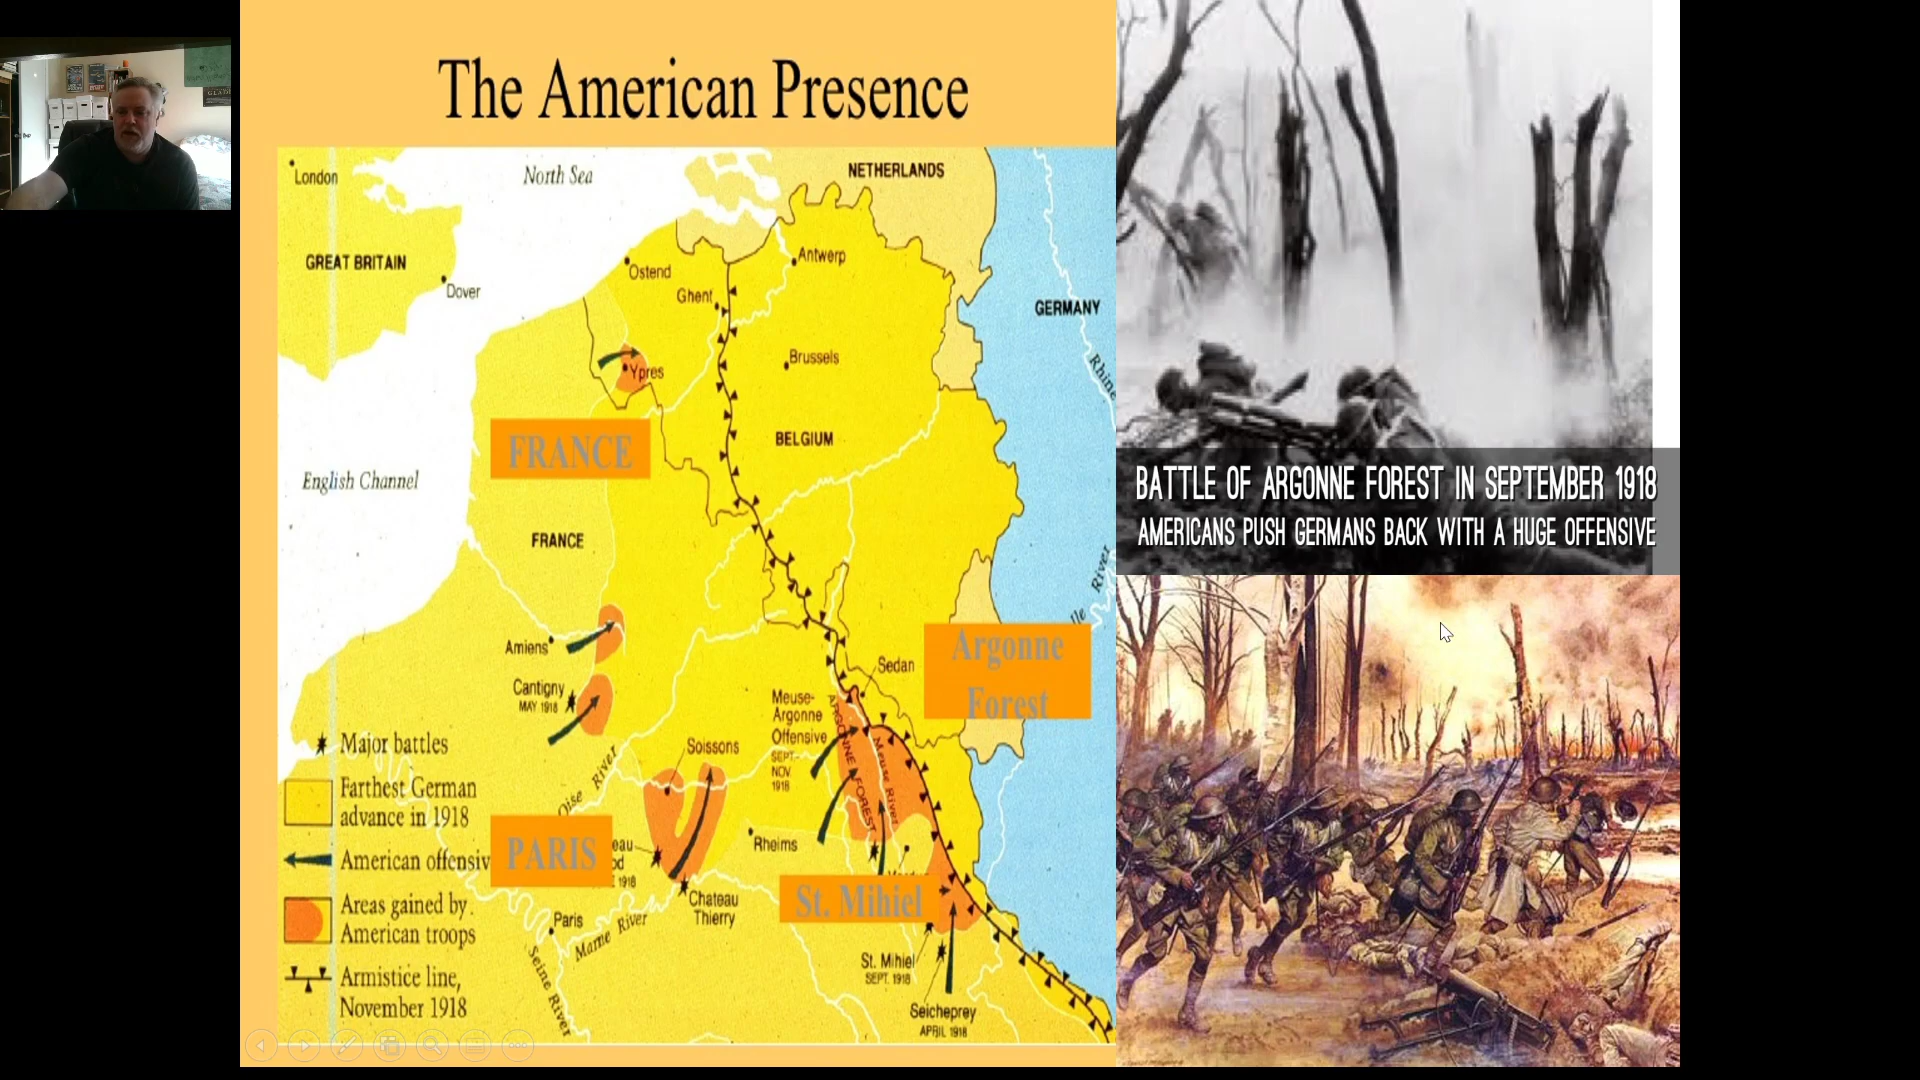 The American Presence
London
North Sea
NETHERLANDS
GREAT BRITAIN
Dover
Ostend
Antwerp
Ghent
GERMANY
Rhine
Brussels
Ypres
BELGIUM
FRANCE
English Channel
FRANCE
River
Argonne
Forest
Amiens
Sedan
Cantigny
MAY 1918
Meuse-
Argonne
Offensive
SEPT.-
NOV.
1918
ARGONNE FOREST
Meuse River
Soissons
Oise River
Major battles
Farthest German
advance in 1918
American offensiv
Areas gained by
American troops
Armistice line,
November 1918
PARIS
eau
od
E 1918
Rheims
Chateau
Thierry
St. Mihiel
Paris
Marne River
Seine River
St. Mihiel
SEPT. 1918
Seicheprey
APRIL 1918
BATTLE OF ARGONNE FOREST IN SEPTEMBER 1918
AMERICANS PUSH GERMANS BACK WITH A HUGE OFFENSIVE